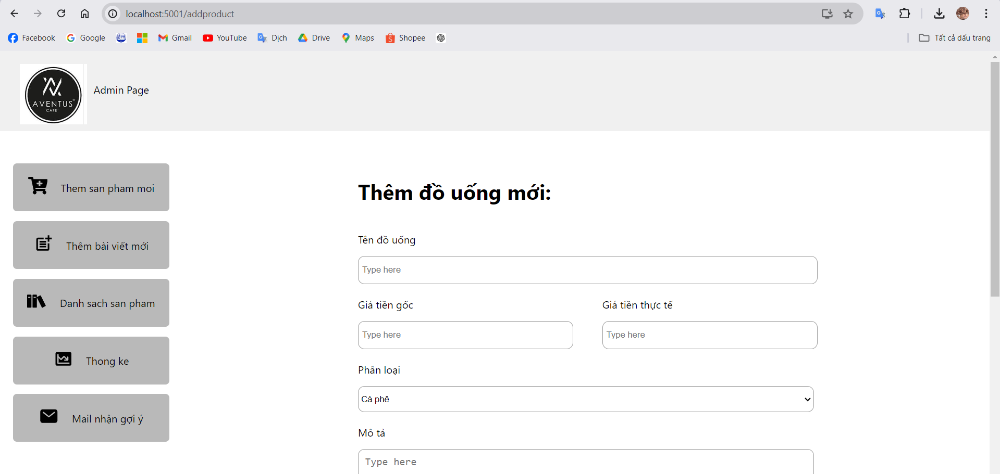 localhost:5001/addproduct
Facebook Google Gmail YouTube Dịch Drive Maps Shopee Tất cả dấu trang
AVENTUS®
CAFE
Admin Page
Them san pham moi
Thêm bài viết mới
Danh sach san pham
Thong ke
Mail nhận gợi ý
Thêm đồ uống mới:
Tên đồ uống
Type here
Giá tiền gốc Giá tiền thực tế
Type here Type here
Phân loại
Cà phê
Mô tả
Type here